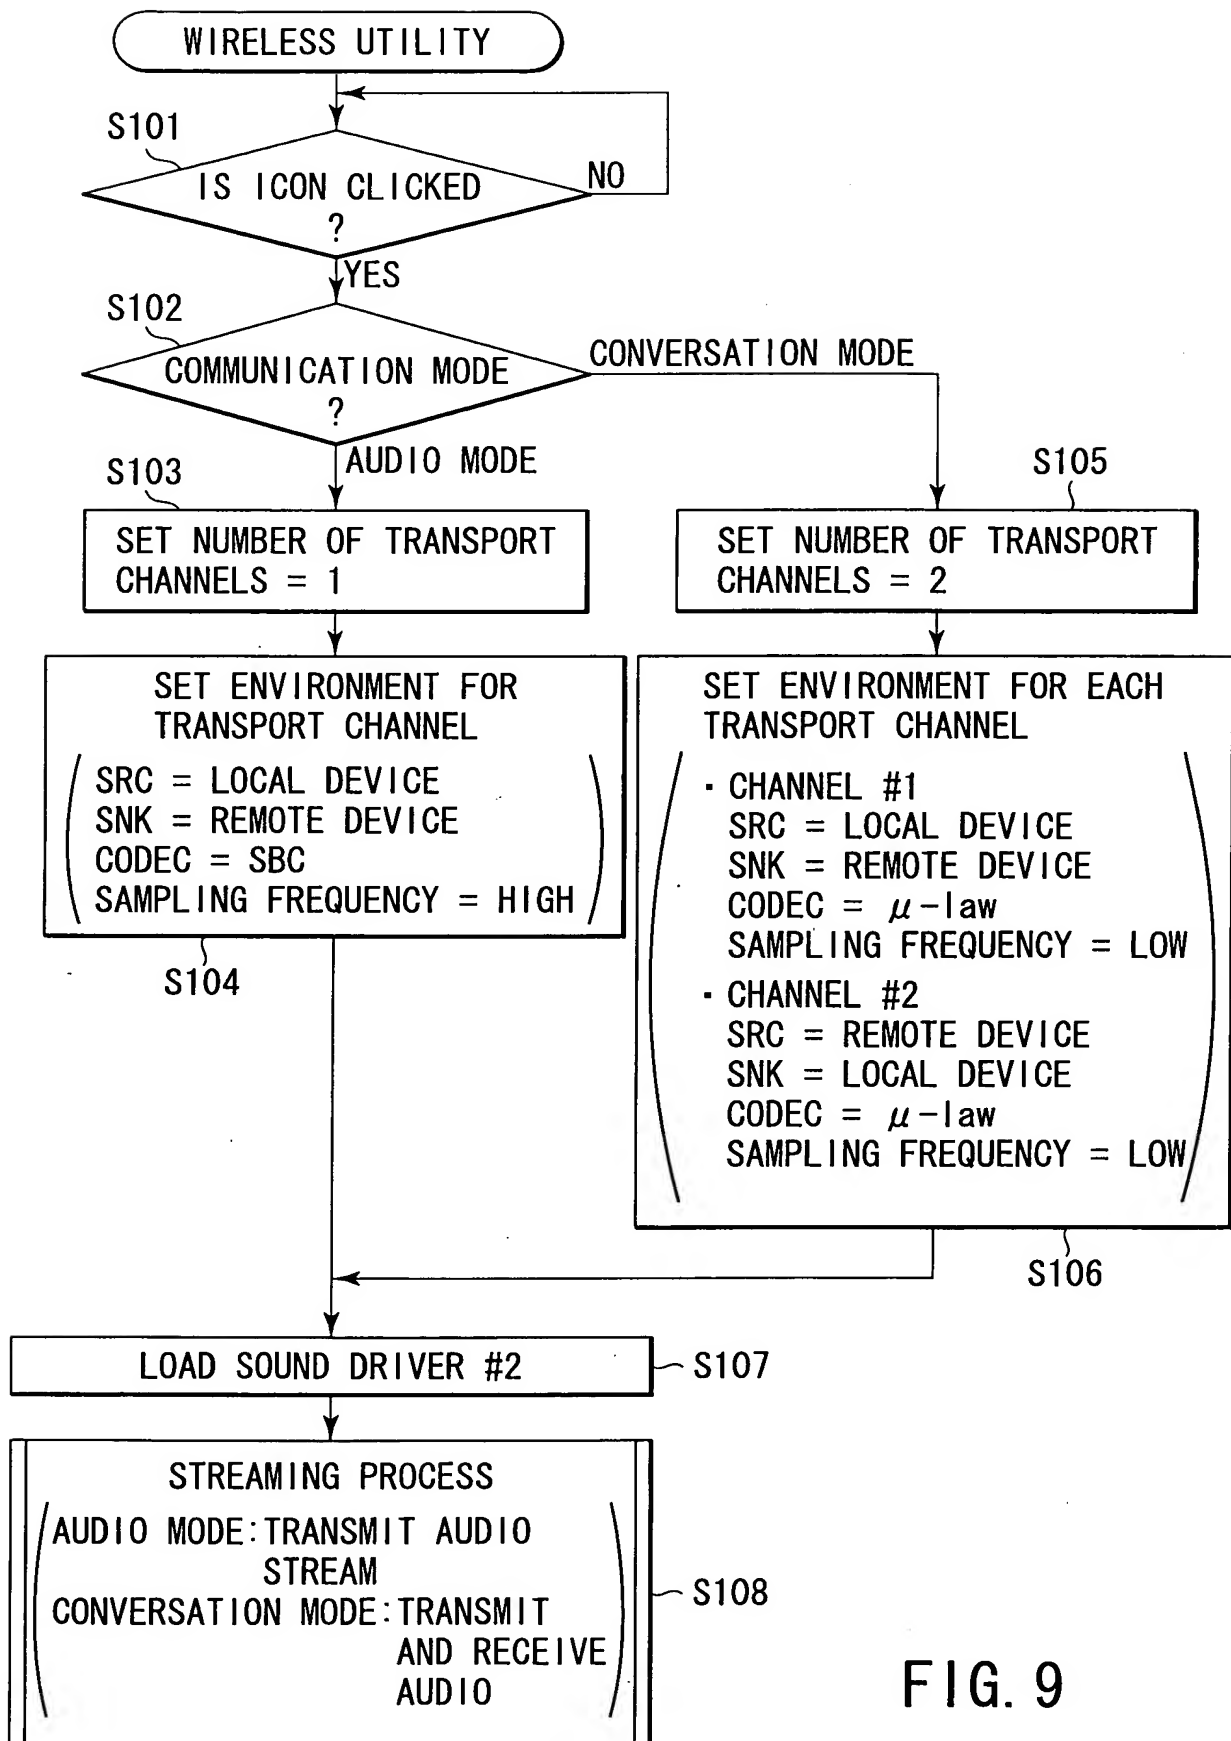 WIRELESS UTILITY
S101
IS ICON CLICKED
?
NO
YES
S102
COMMUNICATION MODE
?
CONVERSATION MODE
AUDIO MODE
S103
SET NUMBER OF TRANSPORT
CHANNELS = 1
S105
SET NUMBER OF TRANSPORT
CHANNELS = 2
SET ENVIRONMENT FOR
TRANSPORT CHANNEL
SRC = LOCAL DEVICE
SNK = REMOTE DEVICE
CODEC = SBC
SAMPLING FREQUENCY = HIGH
S104
SET ENVIRONMENT FOR EACH
TRANSPORT CHANNEL
· CHANNEL #1
SRC = LOCAL DEVICE
SNK = REMOTE DEVICE
CODEC = μ-law
SAMPLING FREQUENCY = LOW
· CHANNEL #2
SRC = REMOTE DEVICE
SNK = LOCAL DEVICE
CODEC = μ-law
SAMPLING FREQUENCY = LOW
S106
LOAD SOUND DRIVER #2
S107
STREAMING PROCESS
AUDIO MODE:TRANSMIT AUDIO
STREAM
CONVERSATION MODE:TRANSMIT
AND RECEIVE
AUDIO
S108
FIG. 9